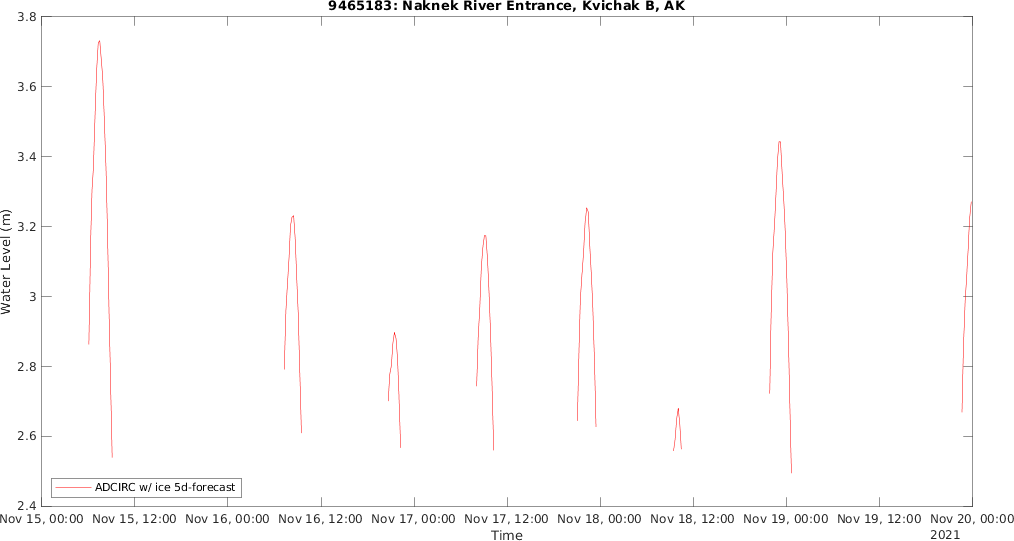 9465183: Naknek River Entrance, Kvichak B, AK
Water Level (m)
3.8
3.6
3.4
3.2
3
2.8
2.6
2.4
ADCIRC w/ ice 5d-forecast
Nov 15, 00:00 Nov 15, 12:00 Nov 16, 00:00 Nov 16, 12:00 Nov 17, 00:00 Nov 17, 12:00 Nov 18, 00:00 Nov 18, 12:00 Nov 19, 00:00 Nov 19, 12:00 Nov 20, 00:00
Time
2021